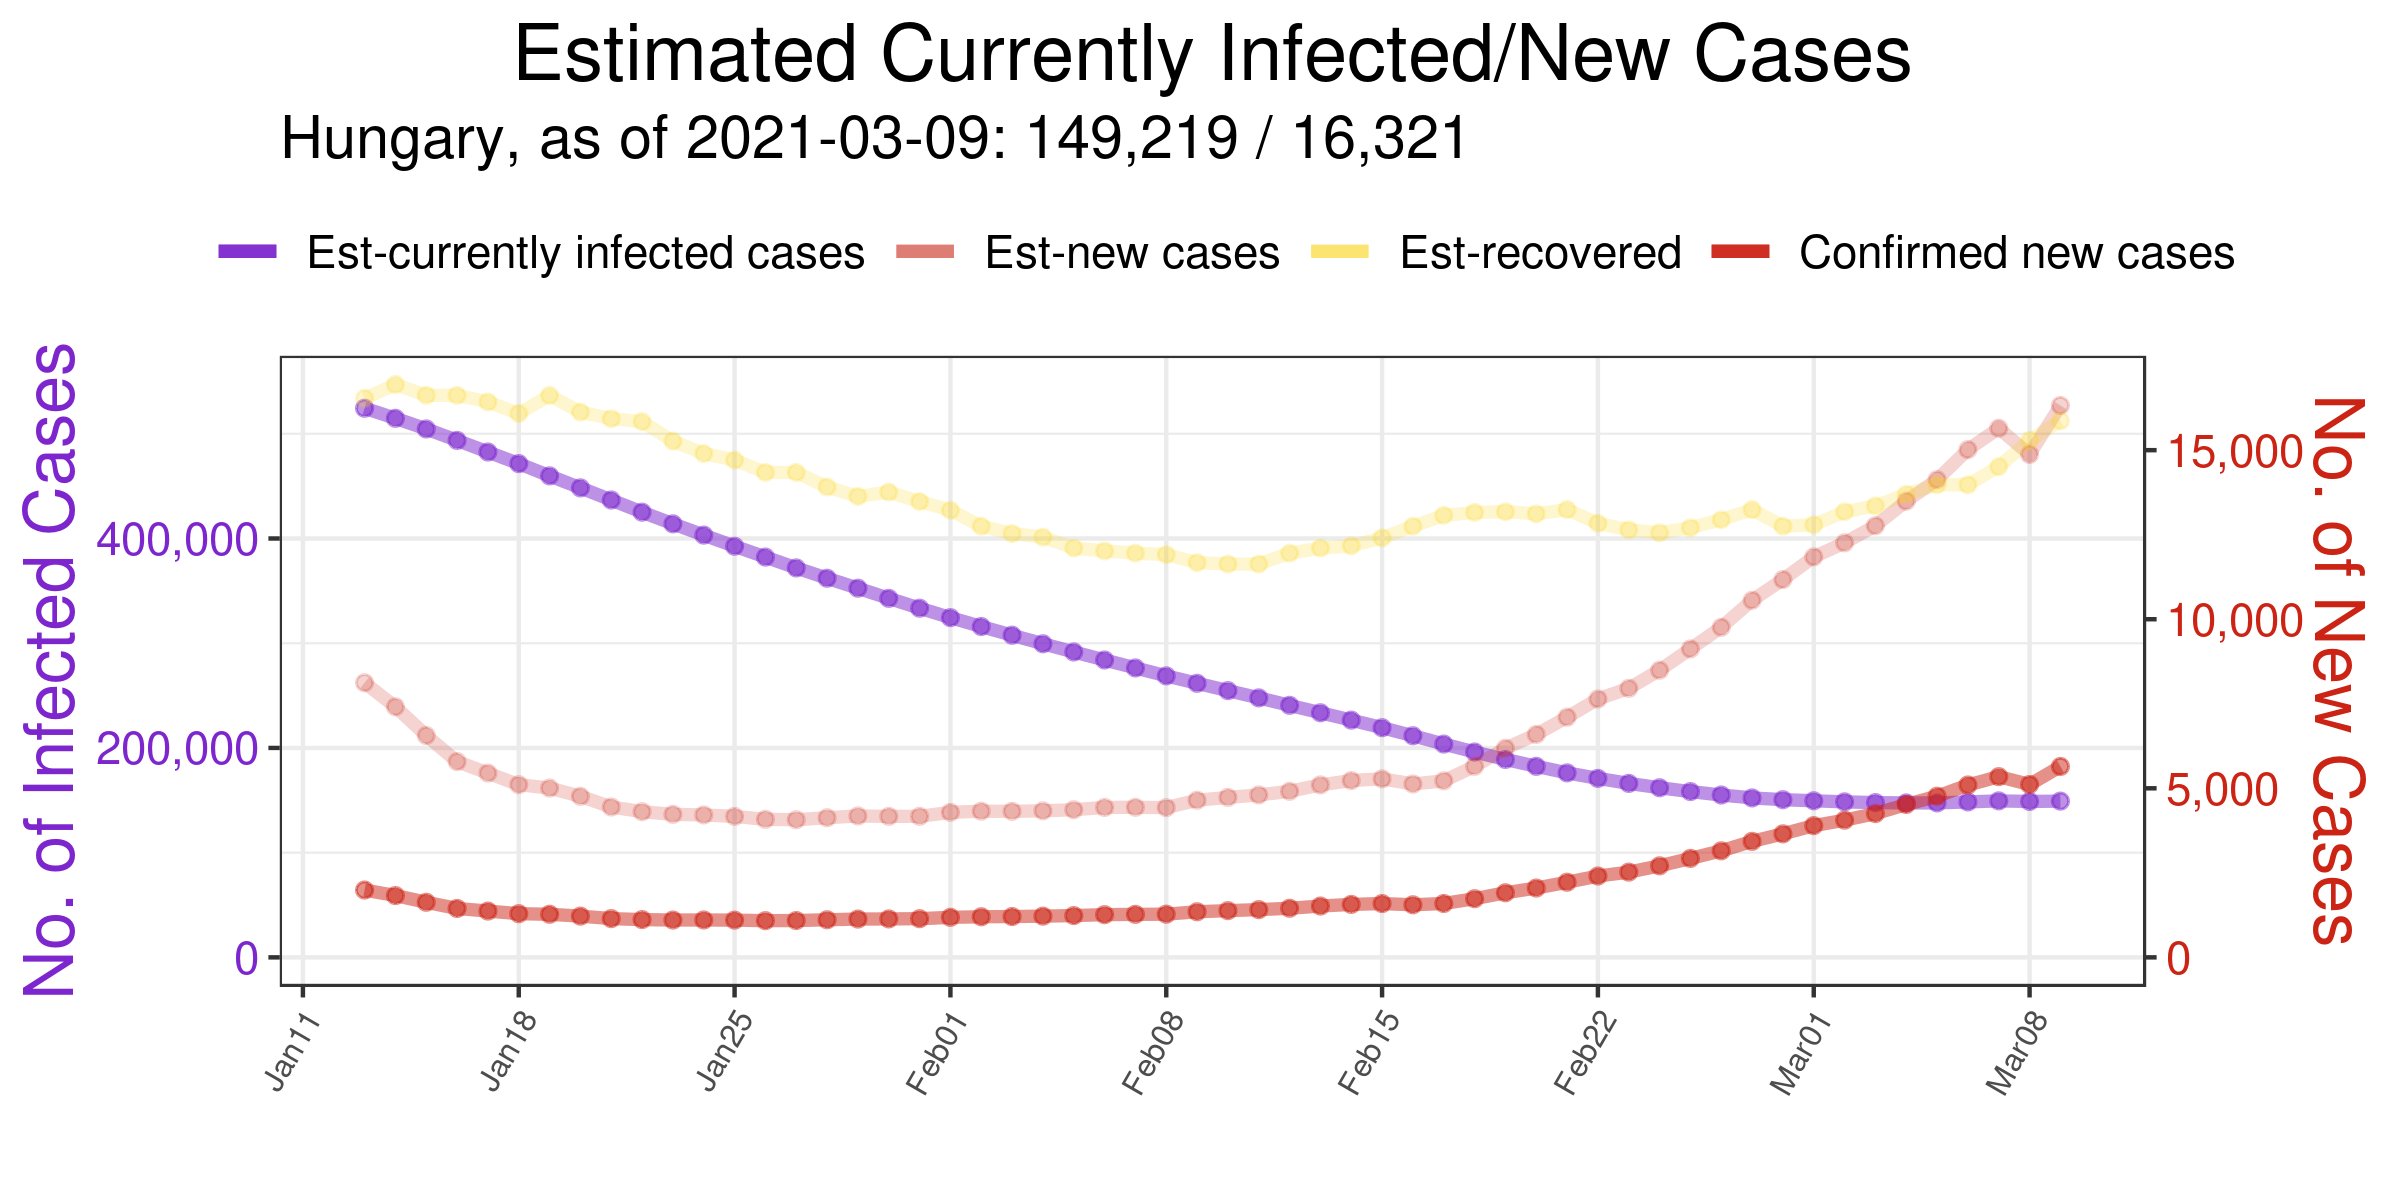 Estimated Currently Infected/New Cases
Hungary, as of 2021-03-09: 149,219 / 16,321
Est-currently infected cases Est-new cases Est-recovered Confirmed new cases
No. of Infected Cases
400,000
200,000
0
15,000
10,000
5,000
0
No. of New Cases
Jan11 Jan18 Jan25 Feb01 Feb08 Feb15 Feb22 Mar01 Mar08